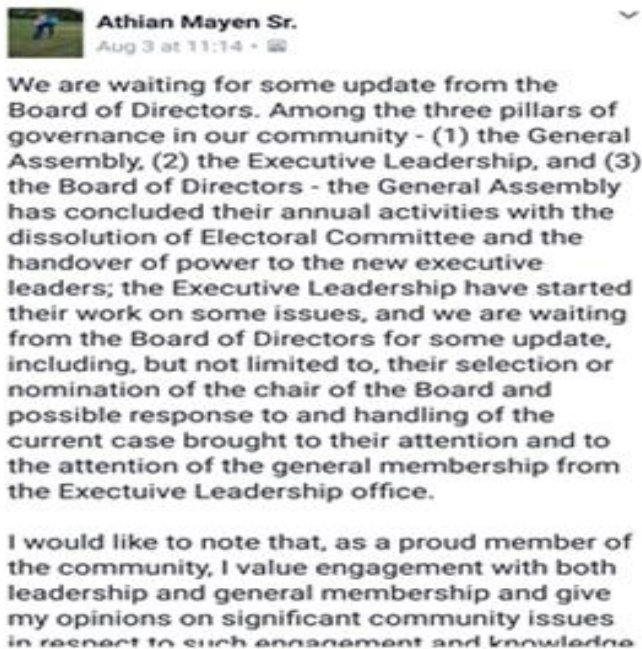 Athian Mayen Sr.
Aug 3 at 11:14 •
We are waiting for some update from the
Board of Directors. Among the three pillars of
governance in our community - (1) the General
Assembly, (2) the Executive Leadership, and (3)
the Board of Directors - the General Assembly
has concluded their annual activities with the
dissolution of Electoral Committee and the
handover of power to the new executive
leaders; the Executive Leadership have started
their work on some issues, and we are waiting
from the Board of Directors for some update,
including, but not limited to, their selection or
nomination of the chair of the Board and
possible response to and handling of the
current case brought to their attention and to
the attention of the general membership from
the Exectuive Leadership office.
I would like to note that, as a proud member of
the community, I value engagement with both
leadership and general membership and give
my opinions on significant community issues
in respect to such engagement and knowledge